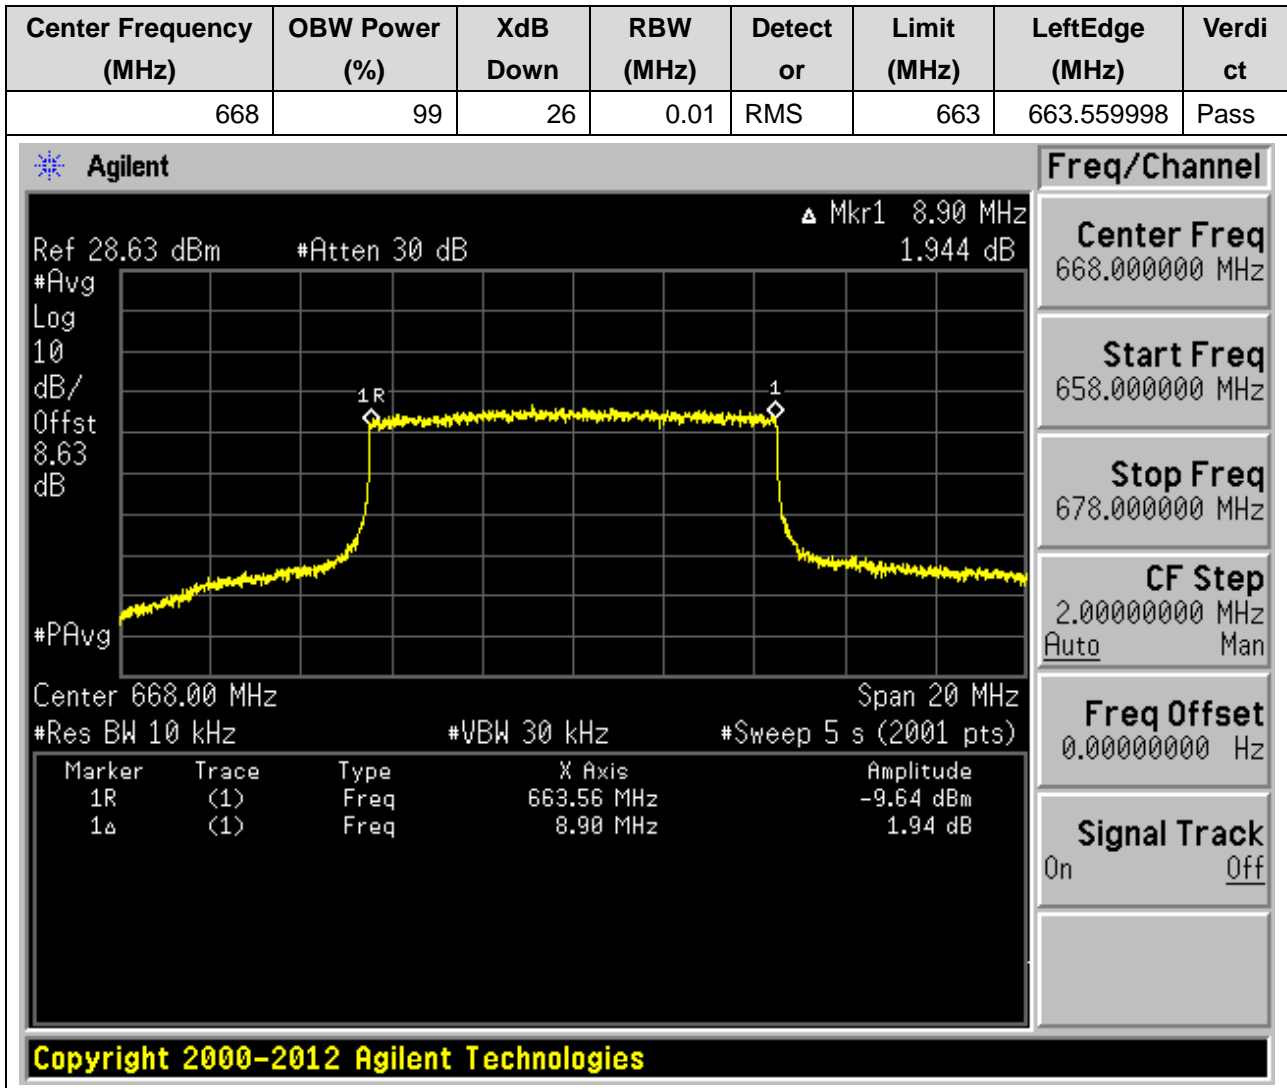 Center Frequency (MHz) OBW Power (%) XdB Down RBW (MHz) Detect or Limit (MHz) LeftEdge (MHz) Verdi ct
668 99 26 0.01 RMS 663 663.559998 Pass
Agilent
Freq/Channel
Δ Mkr1 8.90 MHz
Ref 28.63 dBm #Atten 30 dB 1.944 dB
#Avg
Log
10
dB/
Offst
8.63
dB
1R
1
#PAvg
Center 668.00 MHz Span 20 MHz
#Res BW 10 kHz #VBW 30 kHz #Sweep 5 s (2001 pts)
Marker Trace Type X Axis Amplitude
1R (1) Freq 663.56 MHz -9.64 dBm
1Δ (1) Freq 8.90 MHz 1.94 dB
Center Freq
668.000000 MHz
Start Freq
658.000000 MHz
Stop Freq
678.000000 MHz
CF Step
2.00000000 MHz
Auto Man
Freq Offset
0.00000000 Hz
Signal Track
On Off
Copyright 2000-2012 Agilent Technologies